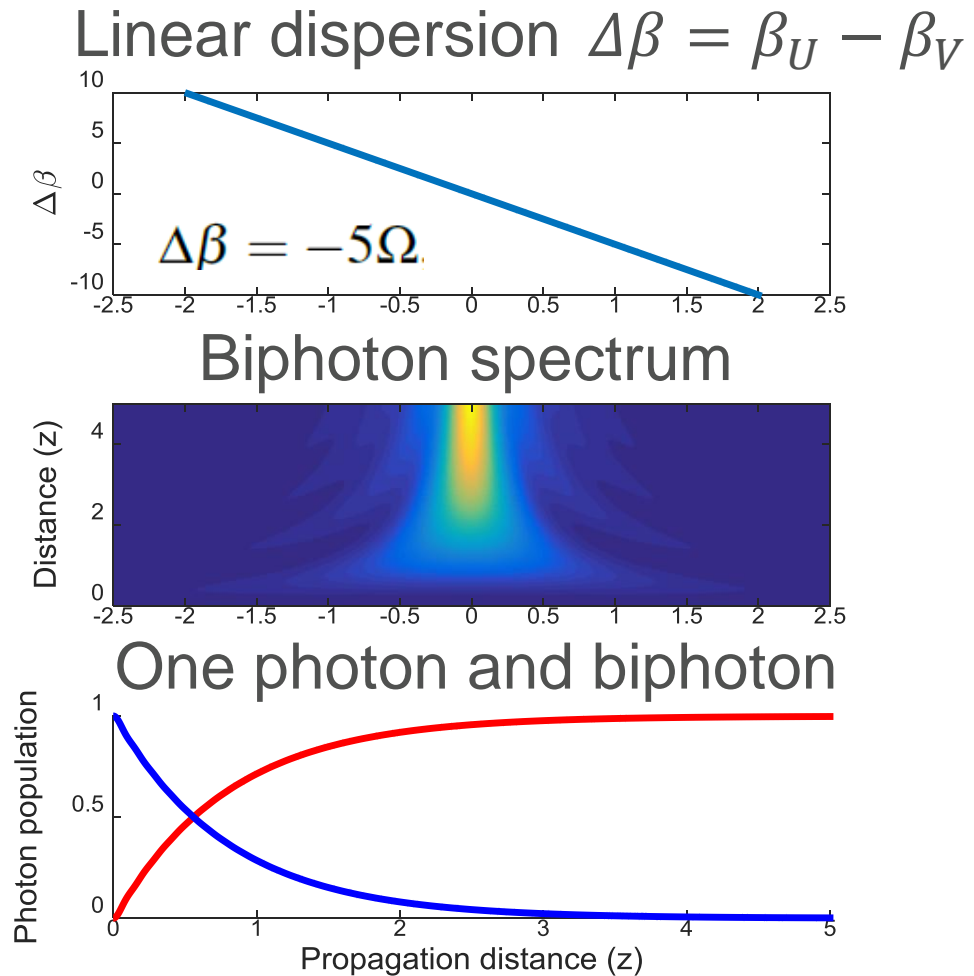 Linear dispersion Δβ = β_U − β_V
10
5
0
-5
-10
Δβ
Δβ = −5Ω.
-2.5 -2 -1.5 -1 -0.5 0 0.5 1 1.5 2 2.5
Biphoton spectrum
4
2
0
Distance (z)
-2.5 -2 -1.5 -1 -0.5 0 0.5 1 1.5 2 2.5
One photon and biphoton
1
0.5
0
Photon population
0 1 2 3 4 5
Propagation distance (z)